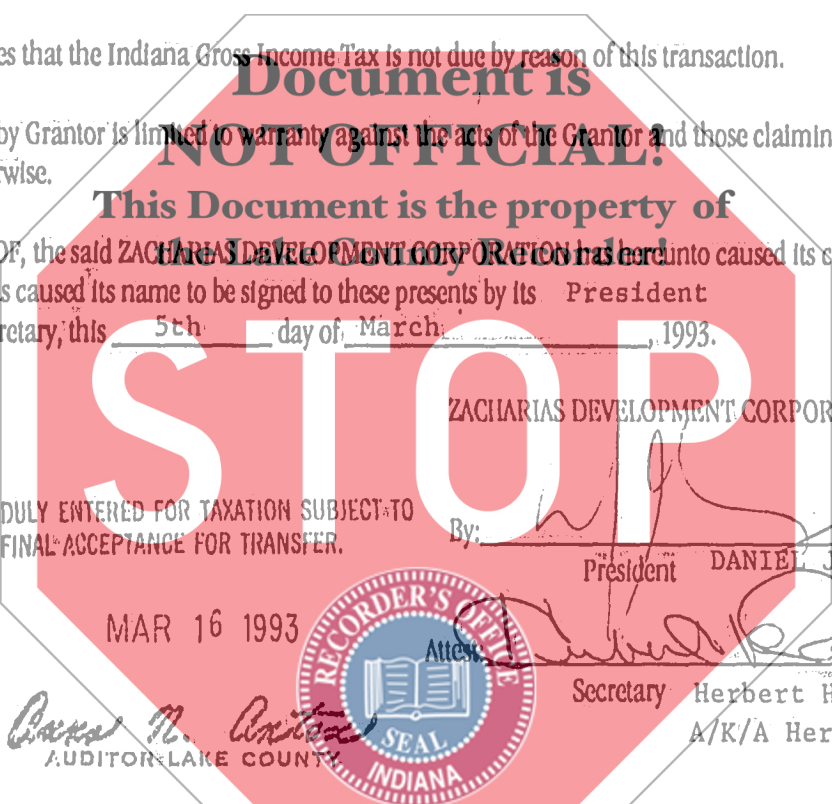 es that the Indiana Gross Income Tax is not due by reason of this transaction.
Document is
by Grantor is limited to warranty against the acts of the Grantor and those claimin
NOT OFFICIAL!
rwise.
This Document is the property of
the Lake County Recorder!
OF, the said ZACHARIAS DEVELOPMENT CORPORATION has hereunto caused its c
s caused its name to be signed to these presents by its President
retary, this 5th day of March, 1993.
STOP
ZACHARIAS DEVELOPMENT CORPOR
DULY ENTERED FOR TAXATION SUBJECT TO
FINAL ACCEPTANCE FOR TRANSFER.
By:
President DANIEL J
MAR 16 1993
Attest:
Secretary Herbert H
A/K/A Her
Anna N. Anton
AUDITOR LAKE COUNTY
RECORDER'S OFFICE
SEAL
INDIANA